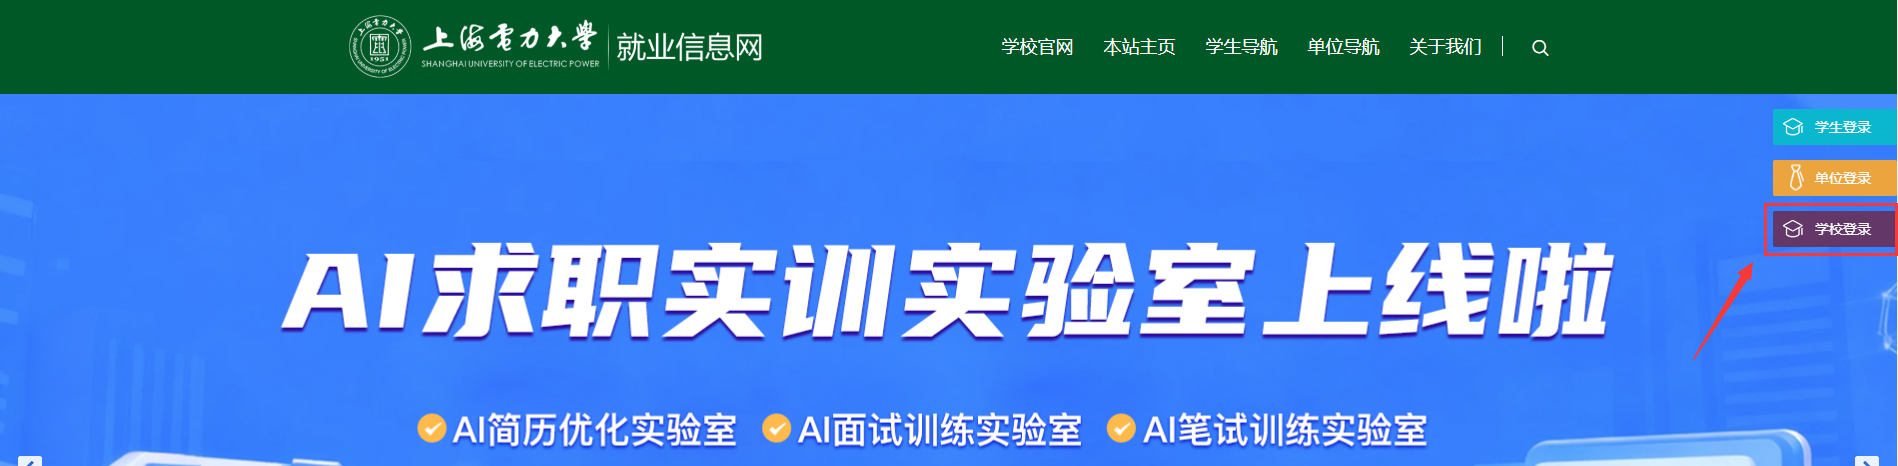 上海電力大學
SHANGHAI UNIVERSITY OF ELECTRIC POWER
1951
就业信息网
学校官网 本站主页 学生导航 单位导航 关于我们
学生登录
单位登录
学校登录
AI求职实训实验室上线啦
AI简历优化实验室 AI面试训练实验室 AI笔试训练实验室